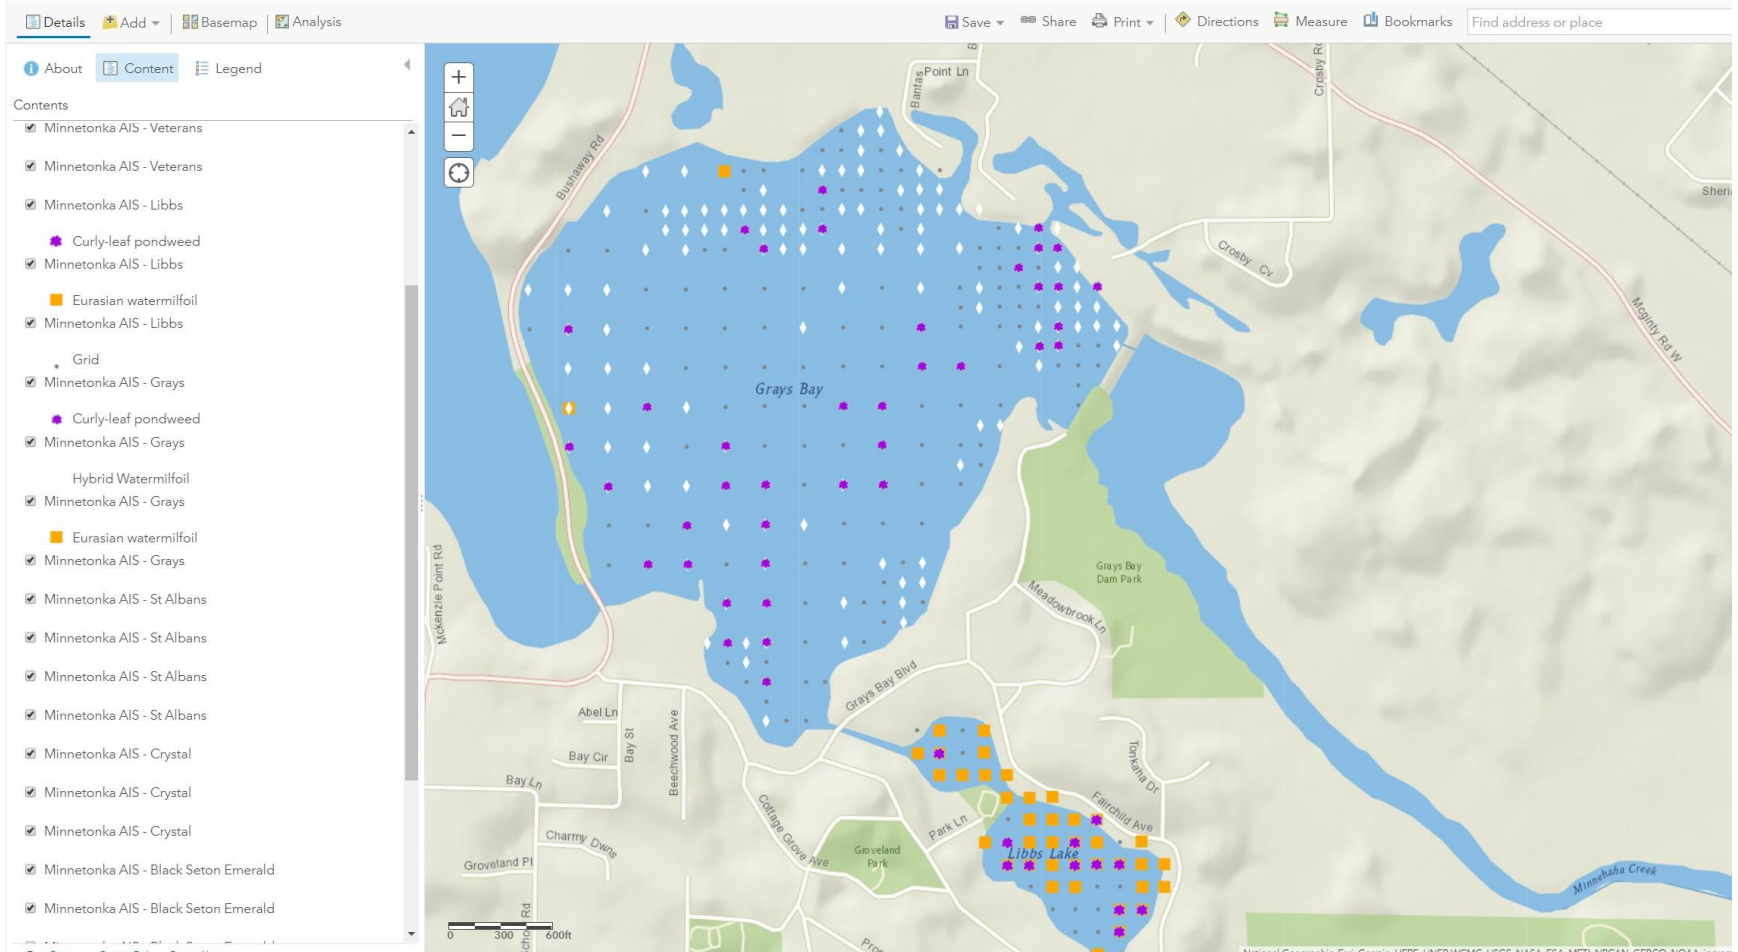 Details Add Basemap Analysis Save Share Print Directions Measure Bookmarks Find address or place
About Content Legend
Contents
Minnetonka AIS - Veterans
Minnetonka AIS - Veterans
Minnetonka AIS - Libbs
Curly-leaf pondweed
Minnetonka AIS - Libbs
Eurasian watermilfoil
Minnetonka AIS - Libbs
Grid
Minnetonka AIS - Grays
Curly-leaf pondweed
Minnetonka AIS - Grays
Hybrid Watermilfoil
Minnetonka AIS - Grays
Eurasian watermilfoil
Minnetonka AIS - Grays
Minnetonka AIS - St Albans
Minnetonka AIS - St Albans
Minnetonka AIS - St Albans
Minnetonka AIS - St Albans
Minnetonka AIS - Crystal
Minnetonka AIS - Crystal
Minnetonka AIS - Crystal
Minnetonka AIS - Black Seton Emerald
Minnetonka AIS - Black Seton Emerald
Bantas
Point Ln
Crosby Rd
Bushaway Rd
Sheri
Crosby Cv
Mcginty Rd W
Grays Bay
Mckenzie Point Rd
Grays Bay
Dam Park
Meadowbrook Ln
Grays Bay Blvd
Abel Ln
Bay St
Beechwood Ave
Bay Cir
Bay Ln
Tonkaha Dr
Fairchild Ave
Cottage Grove Ave
Park Ln
Charmy Dwns
Groveland Pl
Groveland
Park
Libbs Lake
Minnehaha Creek
0 300 600ft